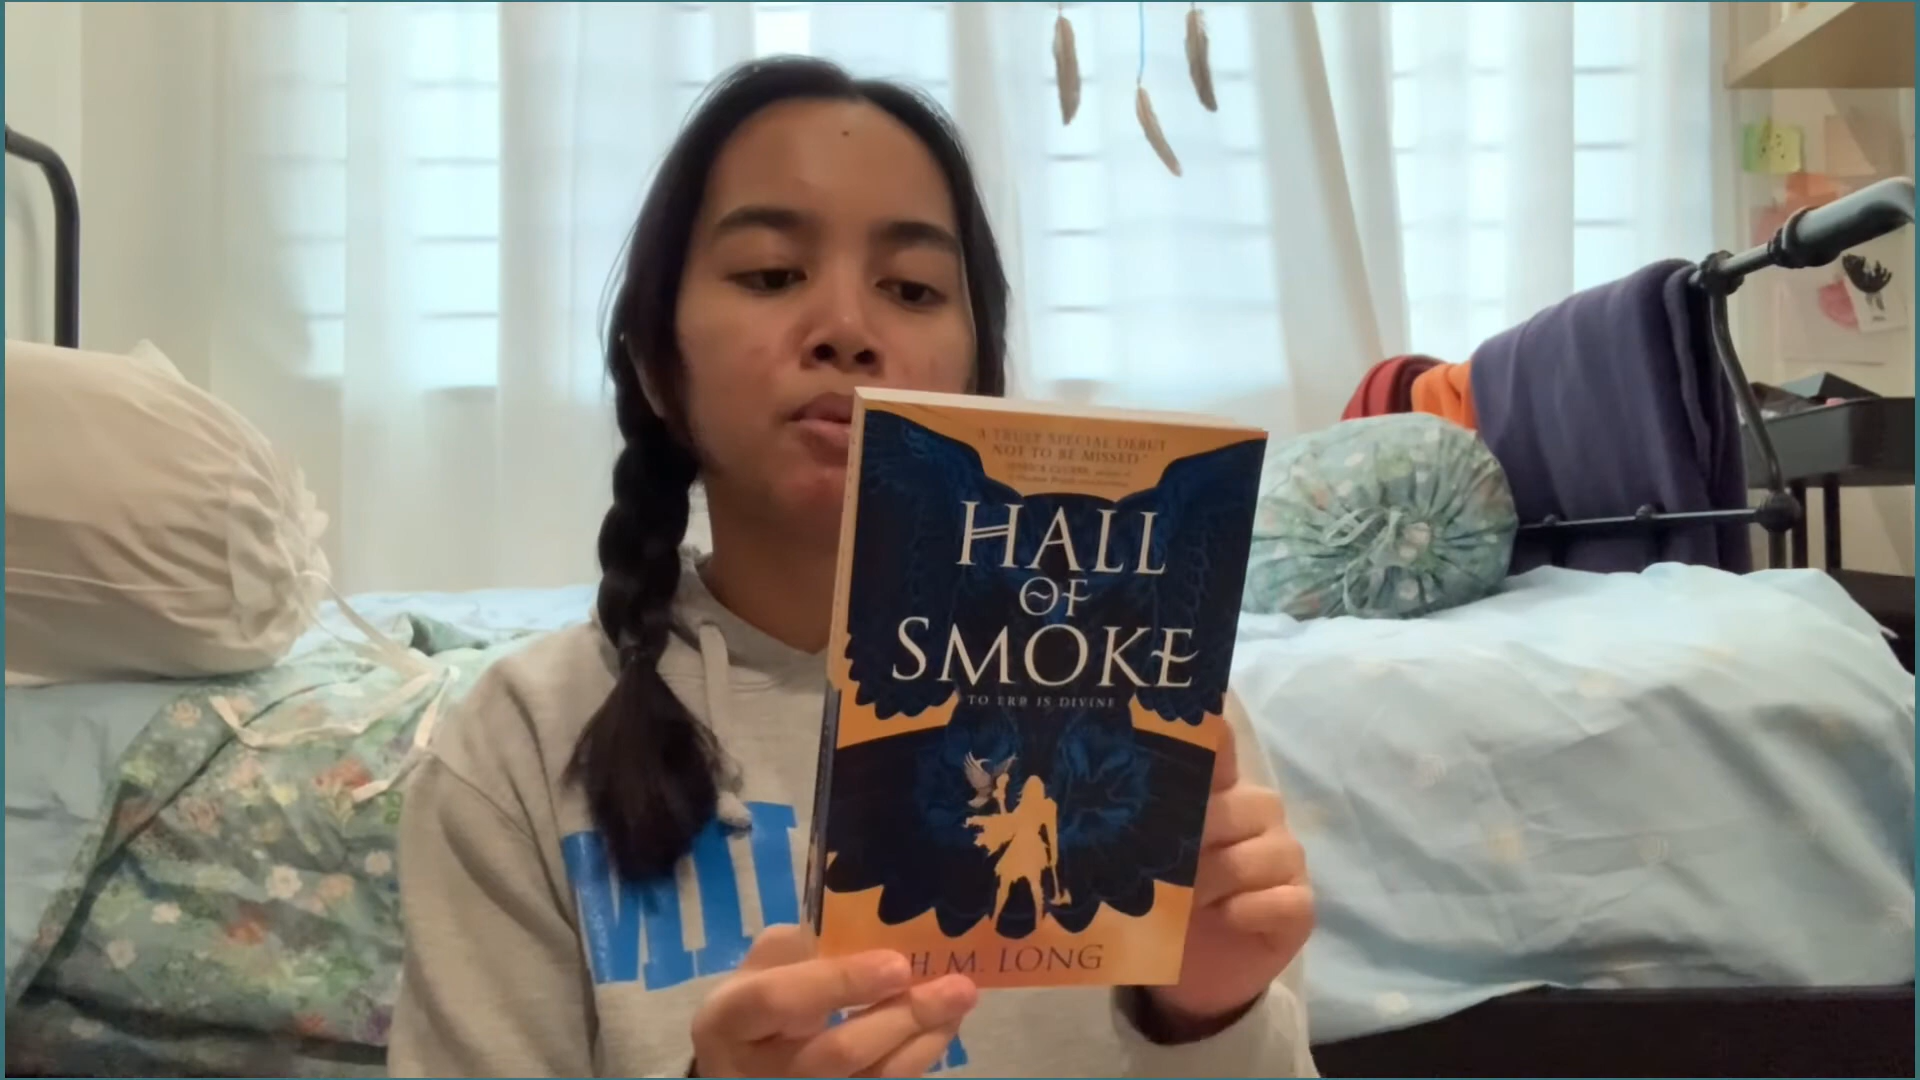 "A TRULY SPECIAL DEBUT
NOT TO BE MISSED"
HALL
OF
SMOKE
TO ERR IS DIVINE
H. M. LONG